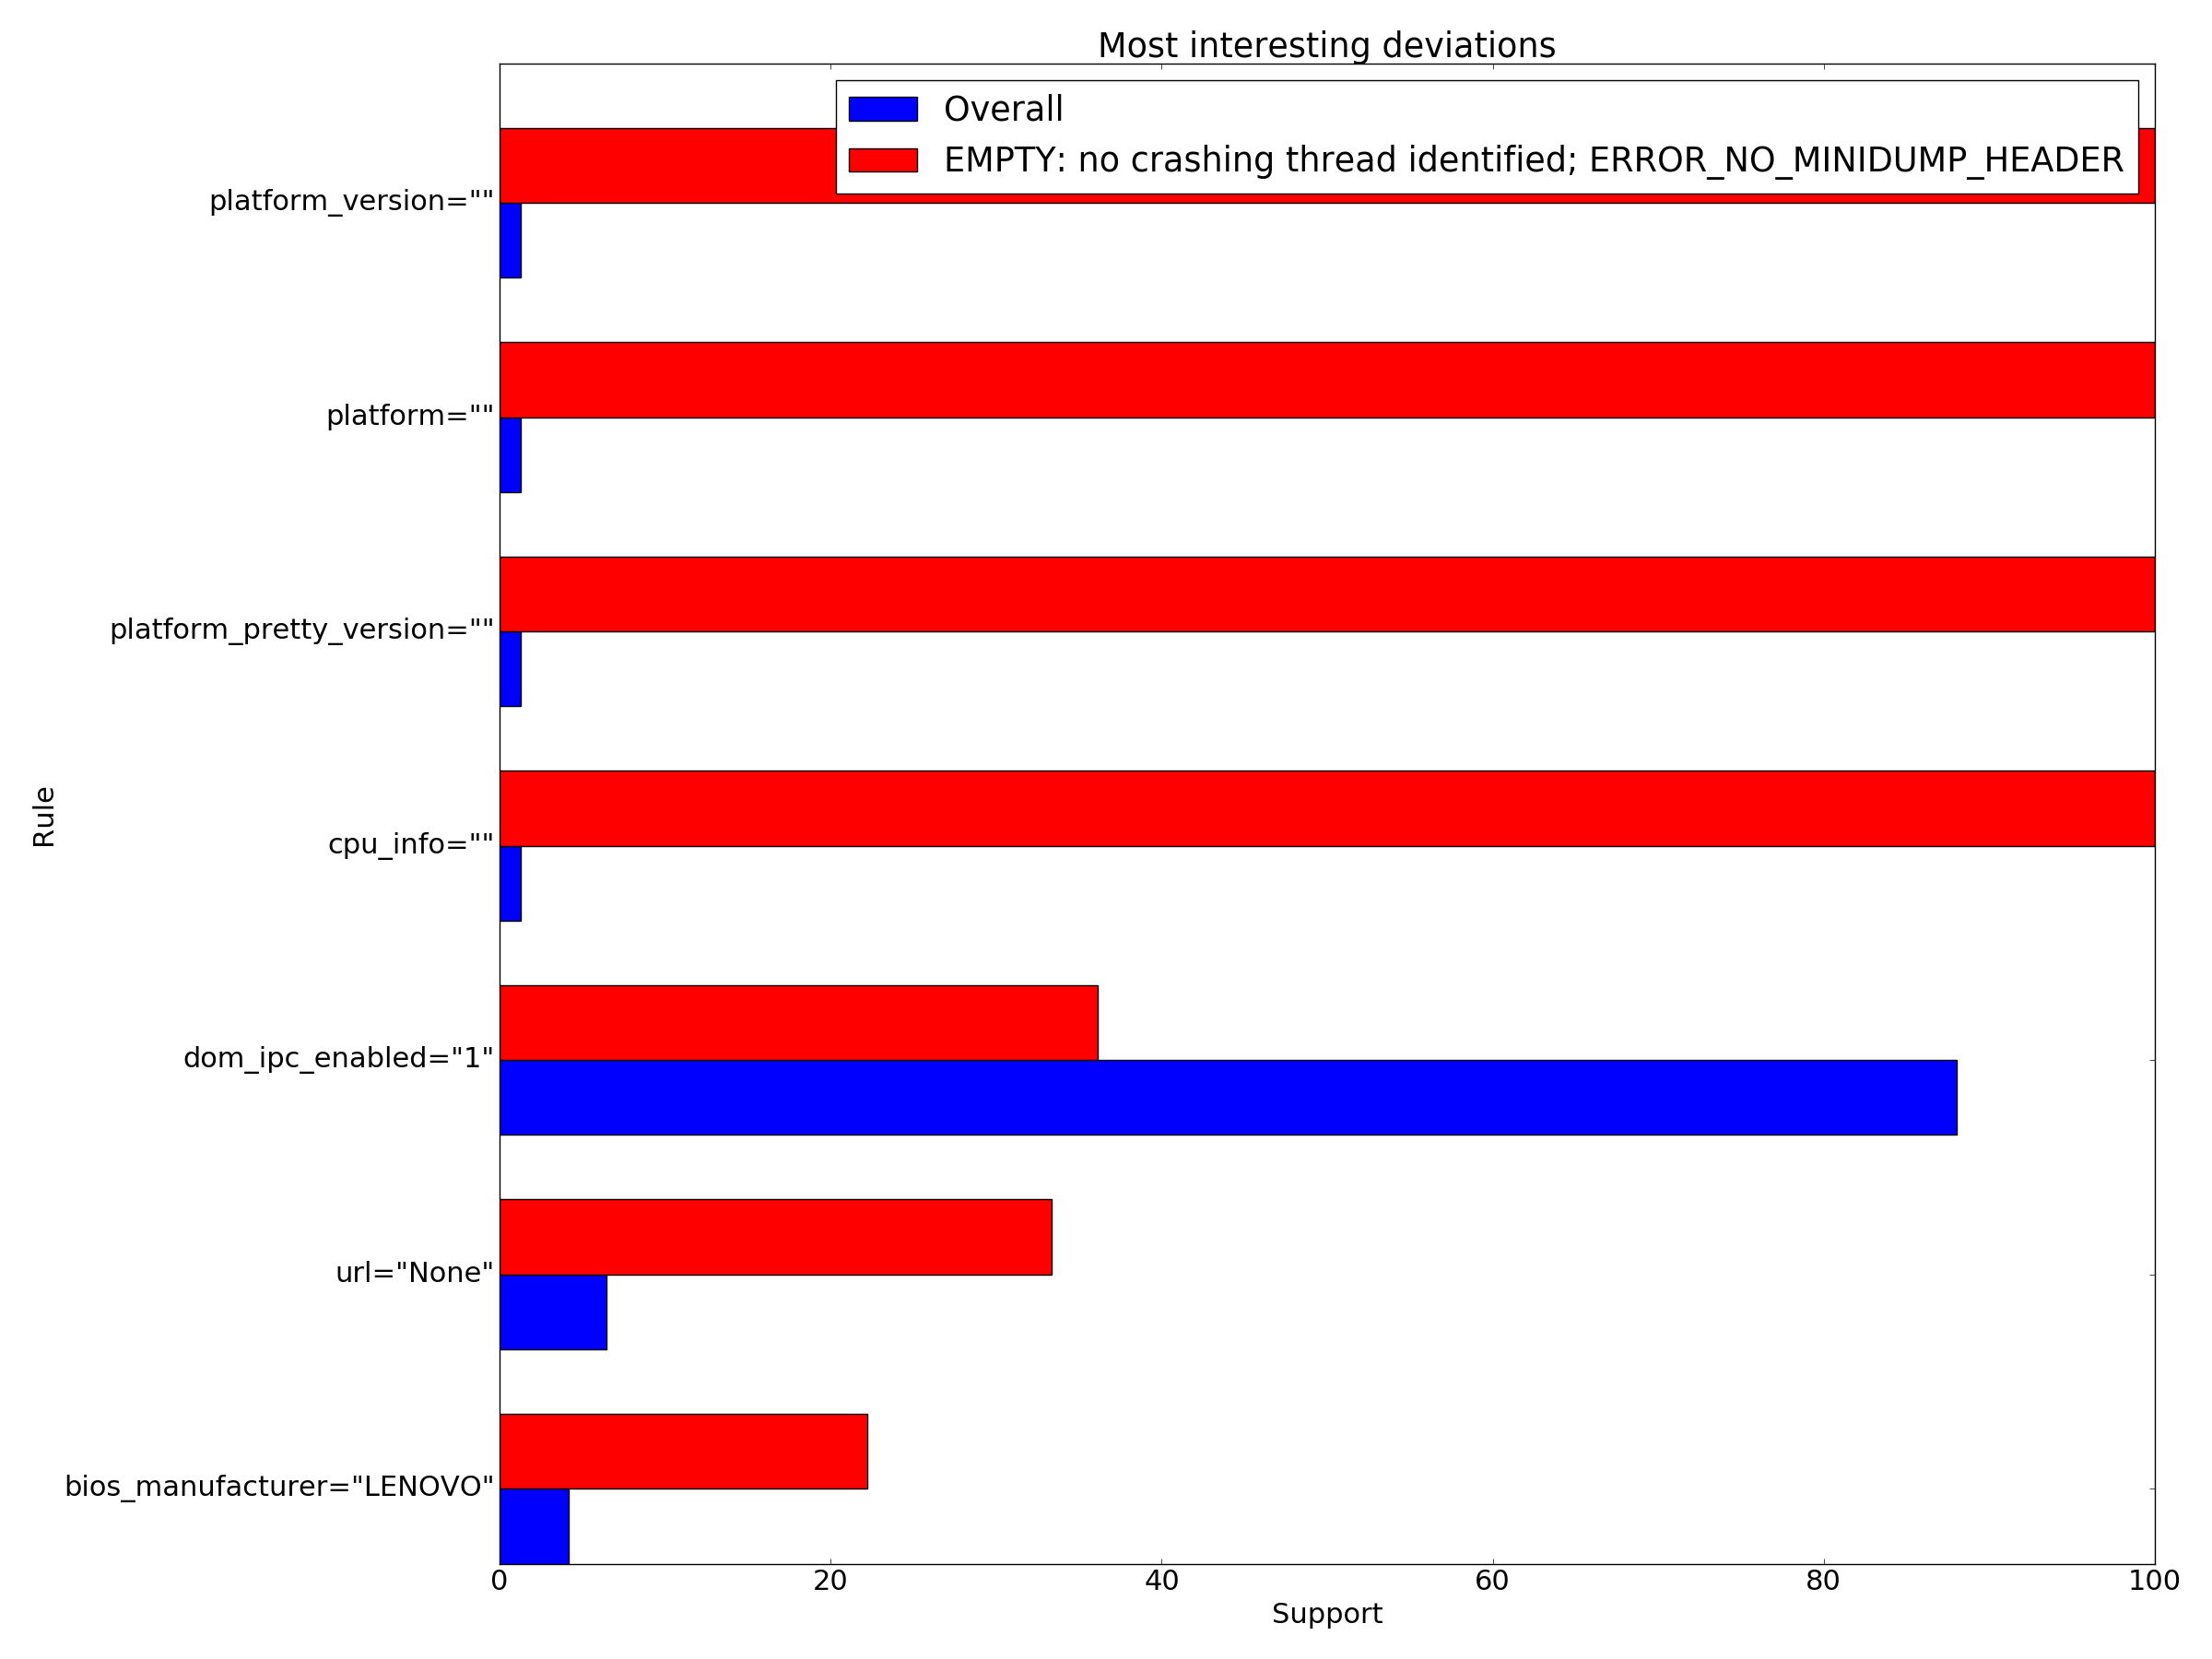 Most interesting deviations
Overall
EMPTY: no crashing thread identified; ERROR_NO_MINIDUMP_HEADER
platform_version=""
platform=""
platform_pretty_version=""
cpu_info=""
dom_ipc_enabled="1"
url="None"
bios_manufacturer="LENOVO"
Rule
0 20 40 60 80 100
Support